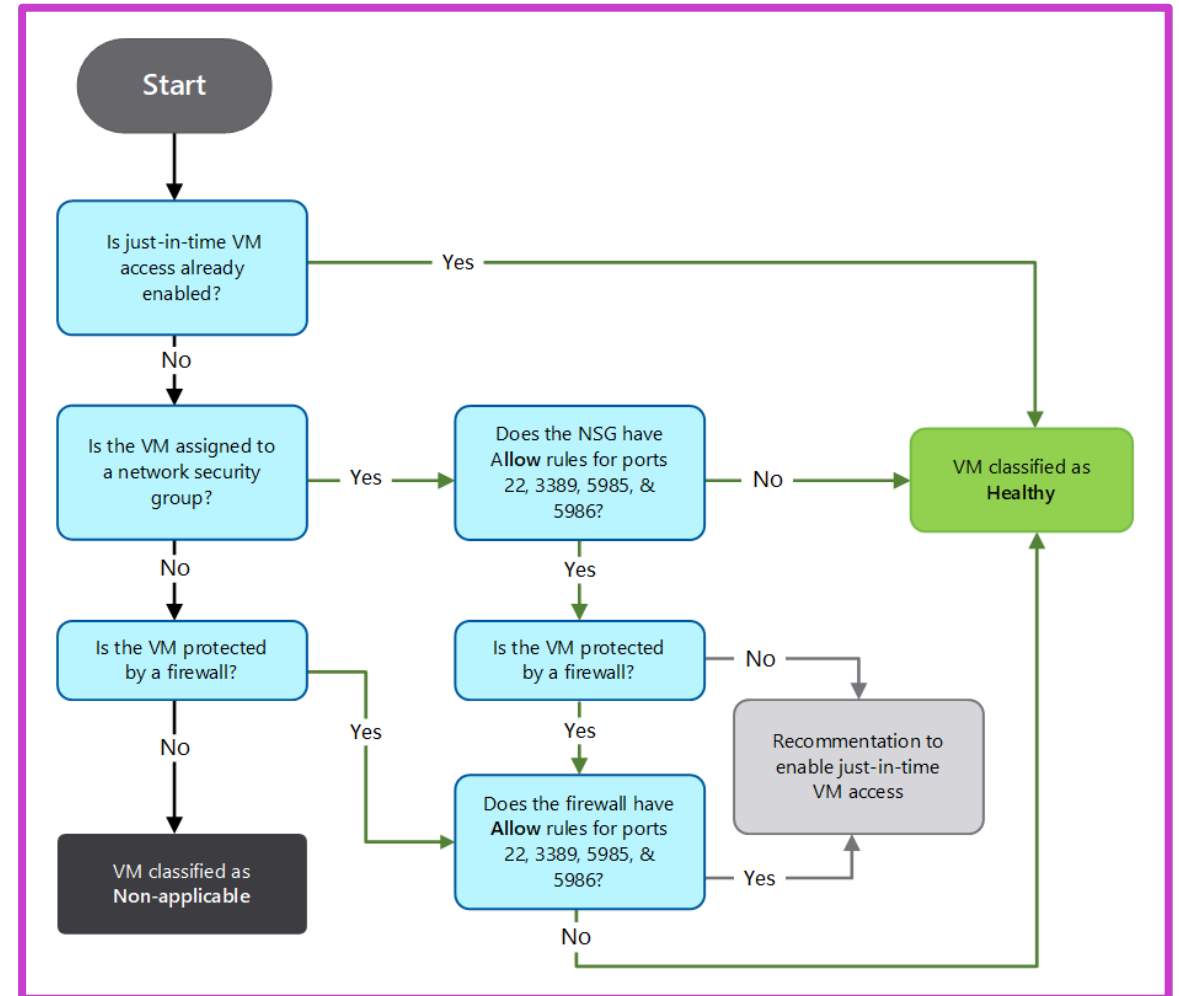 Start
Is just-in-time VM
access already
enabled?
Yes
No
Is the VM assigned to
a network security
group?
Yes
Does the NSG have
Allow rules for ports
22, 3389, 5985, &
5986?
No
VM classified as
Healthy
No
Yes
Is the VM protected
by a firewall?
Is the VM protected
by a firewall?
No
Yes
Yes
No
Recommentation to
enable just-in-time
VM access
Does the firewall have
Allow rules for ports
22, 3389, 5985, &
5986?
Yes
VM classified as
Non-applicable
No